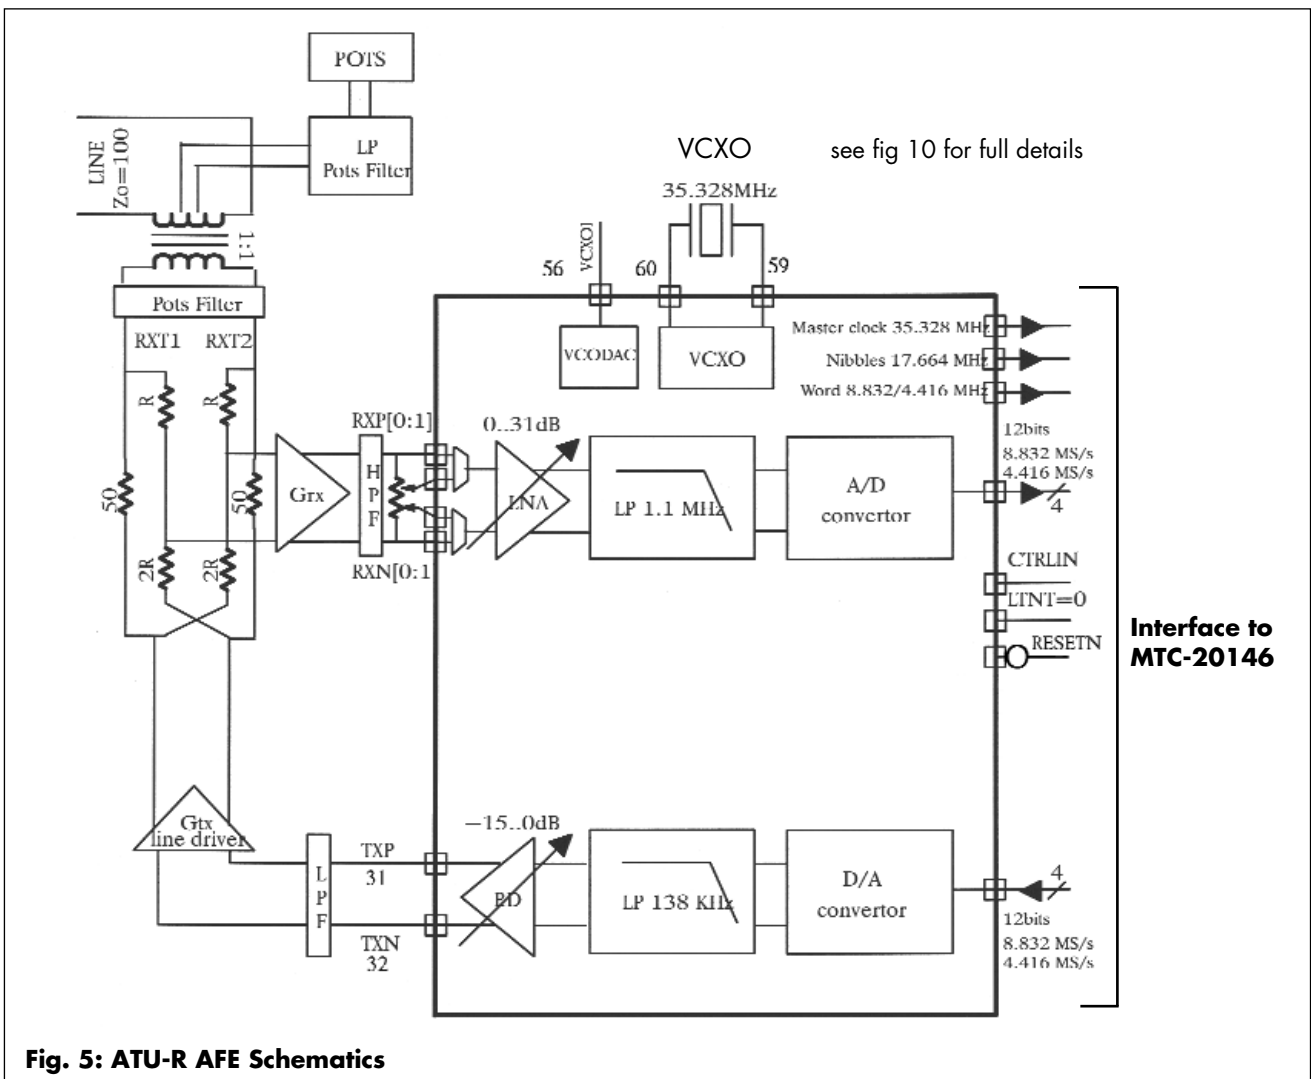 POTS
LP
Pots Filter
LINE
Zo=100
1:1
Pots Filter
RXT1 RXT2
R
R
50
50
2R
2R
Grx
RXP[0:1]
H
P
F
RXN[0:1
VCXO see fig 10 for full details
35.328MHz
56
VCXO
60
59
VCODAC
VCXO
Master clock 35.328 MHz
Nibbles 17.664 MHz
Word 8.832/4.416 MHz
0..31dB
LNA
LP 1.1 MHz
A/D
convertor
12bits
8.832 MS/s
4.416 MS/s
4
CTRLIN
LTNT=0
RESETN
Interface to
MTC-20146
Gtx
line driver
L
P
F
TXP
31
TXN
32
−15..0dB
PD
LP 138 KHz
D/A
convertor
4
12bits
8.832 MS/s
4.416 MS/s
Fig. 5: ATU-R AFE Schematics